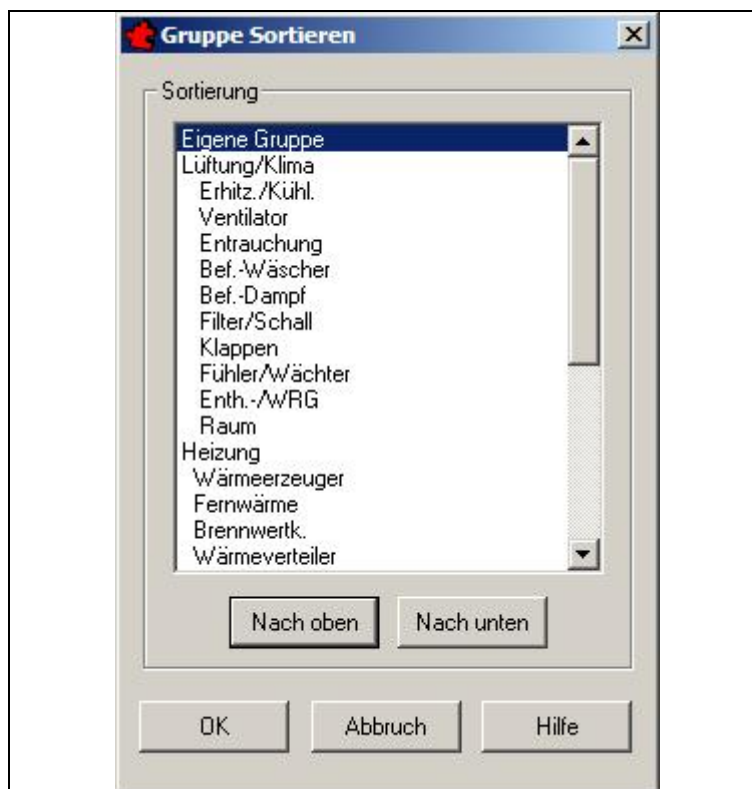 Gruppe Sortieren
Sortierung
Eigene Gruppe
Lüftung/Klima
Erhitz./Kühl.
Ventilator
Entrauchung
Bef.-Wäscher
Bef.-Dampf
Filter/Schall
Klappen
Fühler/Wächter
Enth.-/WRG
Raum
Heizung
Wärmeerzeuger
Fernwärme
Brennwertk.
Wärmeverteiler
Nach oben Nach unten
OK Abbruch Hilfe